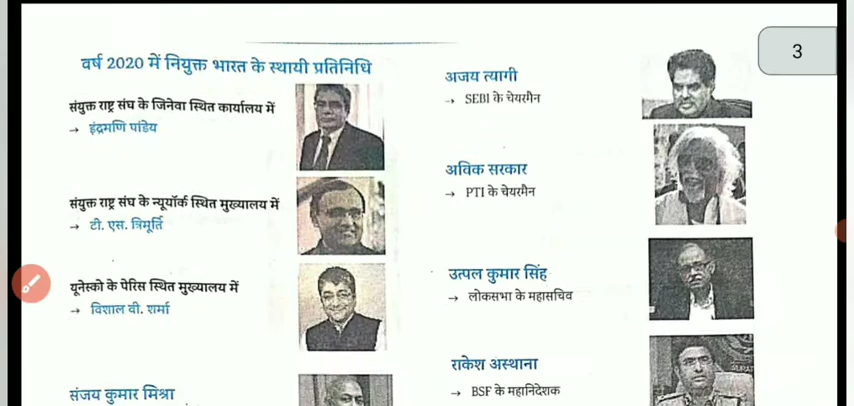 3
वर्ष 2020 में नियुक्त भारत के स्थायी प्रतिनिधि
संयुक्त राष्ट्र संघ के जिनेवा स्थित कार्यालय में
→ इंद्रमणि पांडेय
संयुक्त राष्ट्र संघ के न्यूयॉर्क स्थित मुख्यालय में
→ टी. एस. त्रिमूर्ति
यूनेस्को के पेरिस स्थित मुख्यालय में
→ विशाल वी. शर्मा
संजय कुमार मिश्रा
अजय त्यागी
→ SEBI के चेयरमैन
अविक सरकार
→ PTI के चेयरमैन
उत्पल कुमार सिंह
→ लोकसभा के महासचिव
राकेश अस्थाना
→ BSF के महानिदेशक